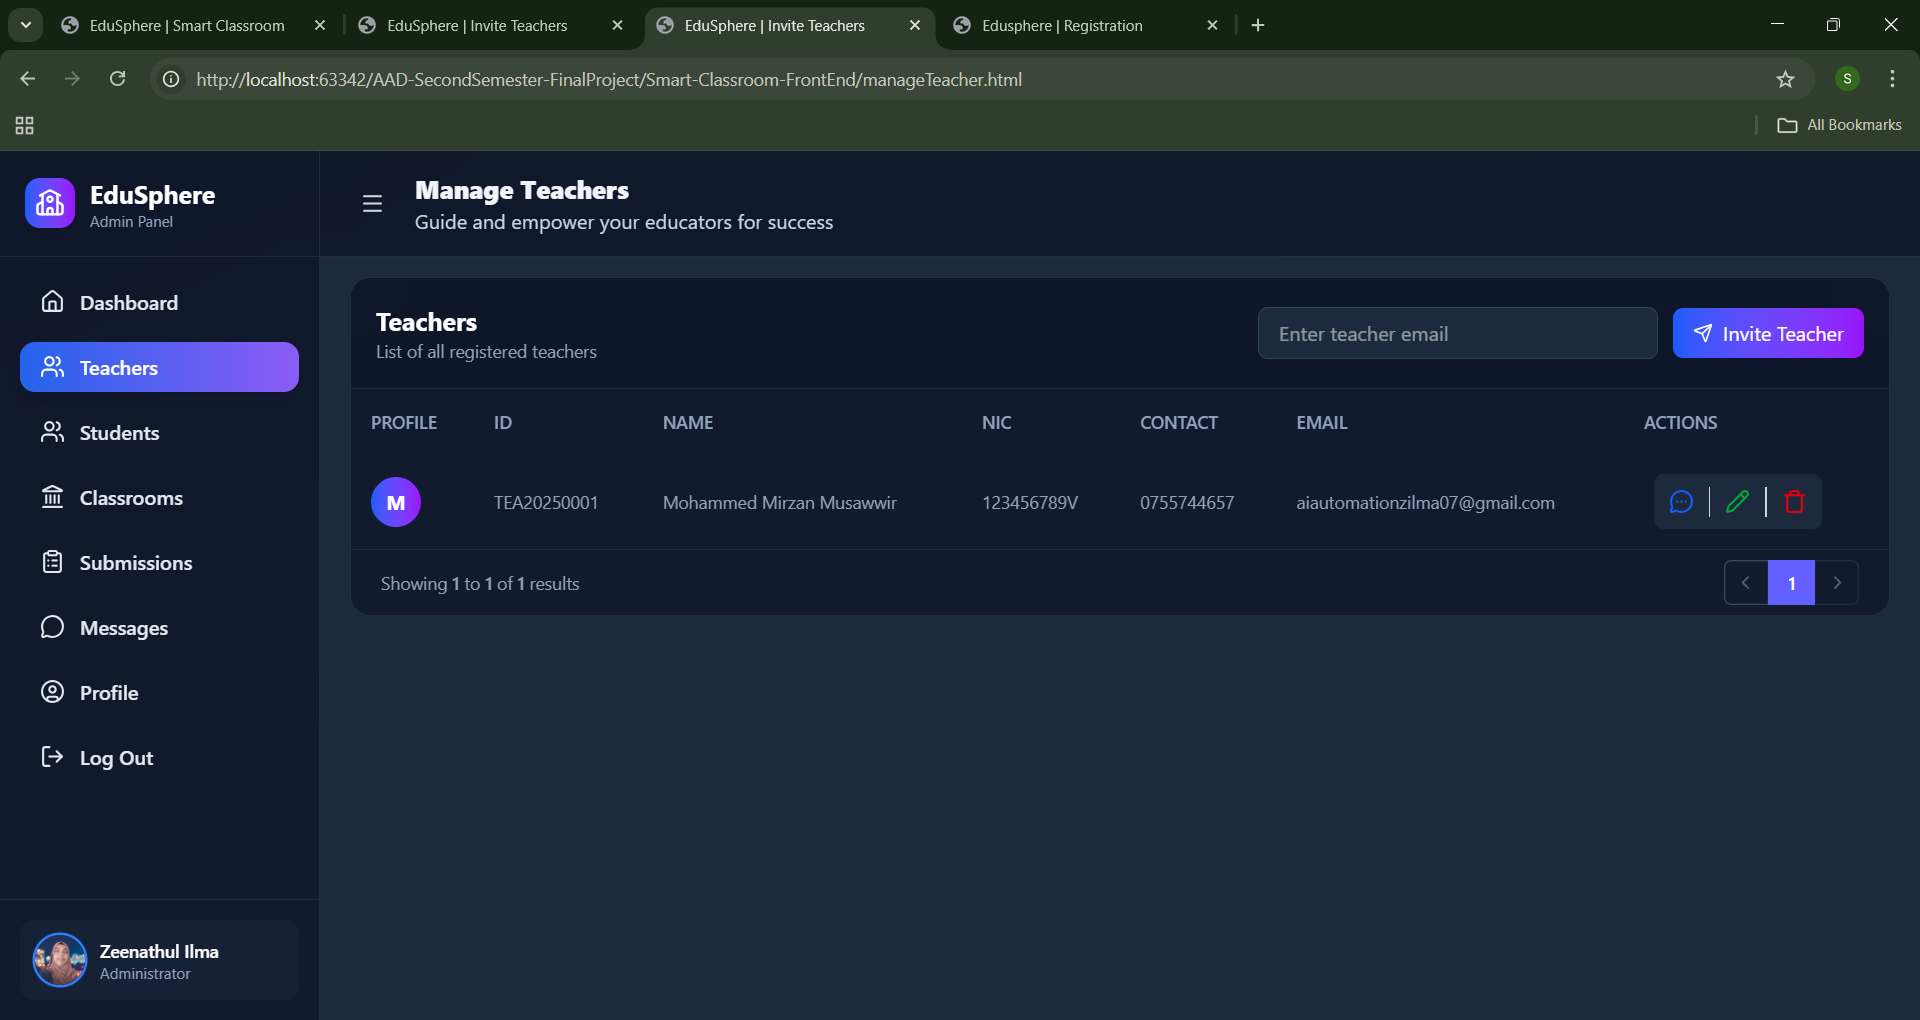 EduSphere | Smart Classroom
EduSphere | Invite Teachers
EduSphere | Invite Teachers
Edusphere | Registration
http://localhost:63342/AAD-SecondSemester-FinalProject/Smart-Classroom-FrontEnd/manageTeacher.html
S
All Bookmarks
EduSphere
Admin Panel
Dashboard
Teachers
Students
Classrooms
Submissions
Messages
Profile
Log Out
Zeenathul Ilma
Administrator
Manage Teachers
Guide and empower your educators for success
Teachers
List of all registered teachers
Enter teacher email
Invite Teacher
PROFILE ID NAME NIC CONTACT EMAIL ACTIONS
M TEA20250001 Mohammed Mirzan Musawwir 123456789V 0755744657 aiautomationzilma07@gmail.com
Showing 1 to 1 of 1 results
1